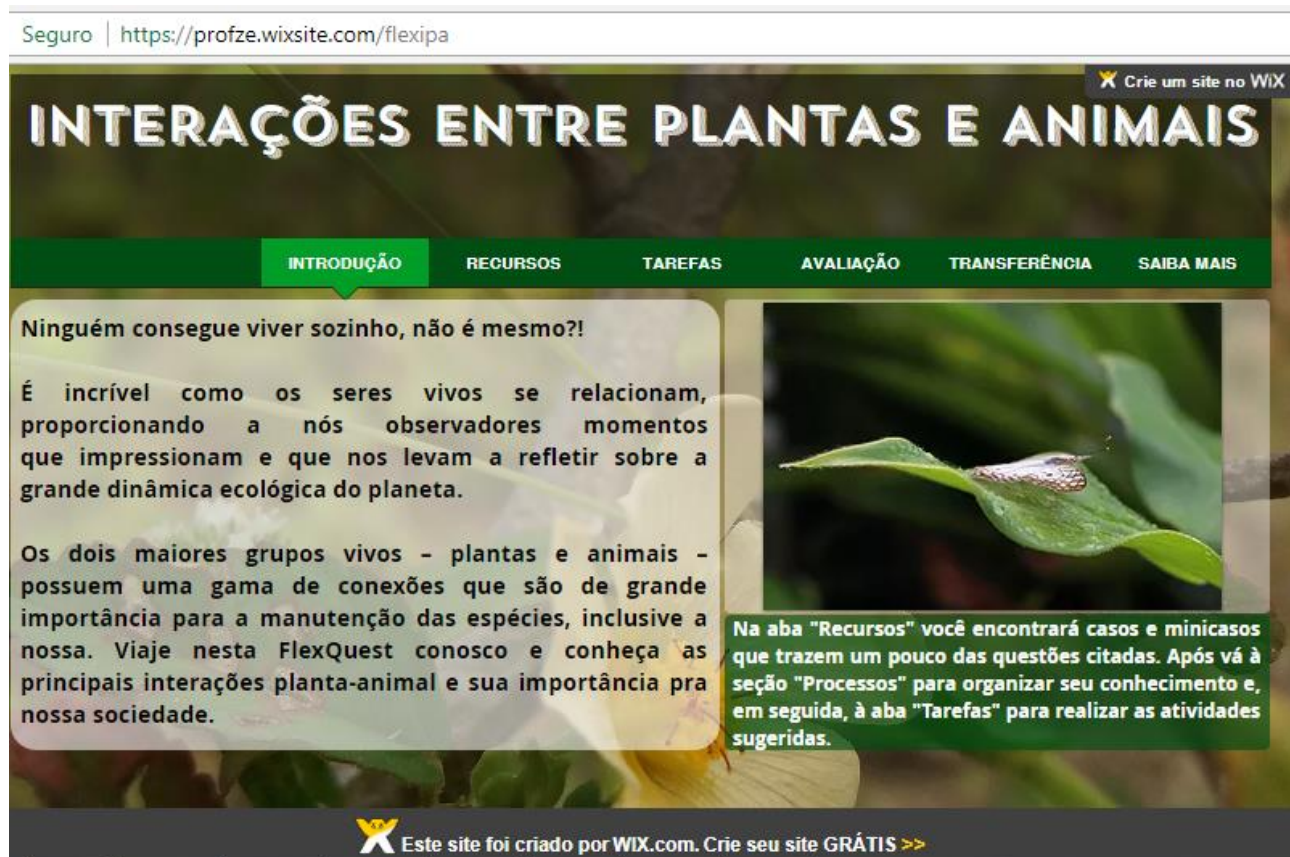 Seguro | https://profze.wixsite.com/flexipa
Crie um site no WiX
INTERAÇÕES ENTRE PLANTAS E ANIMAIS
INTRODUÇÃO RECURSOS TAREFAS AVALIAÇÃO TRANSFERÊNCIA SAIBA MAIS
Ninguém consegue viver sozinho, não é mesmo?!
É incrível como os seres vivos se relacionam,
proporcionando a nós observadores momentos
que impressionam e que nos levam a refletir sobre a
grande dinâmica ecológica do planeta.
Os dois maiores grupos vivos – plantas e animais –
possuem uma gama de conexões que são de grande
importância para a manutenção das espécies, inclusive a
nossa. Viaje nesta FlexQuest conosco e conheça as
principais interações planta-animal e sua importância pra
nossa sociedade.
Na aba "Recursos" você encontrará casos e minicasos
que trazem um pouco das questões citadas. Após vá à
seção "Processos" para organizar seu conhecimento e,
em seguida, à aba "Tarefas" para realizar as atividades
sugeridas.
Este site foi criado por WIX.com. Crie seu site GRÁTIS >>